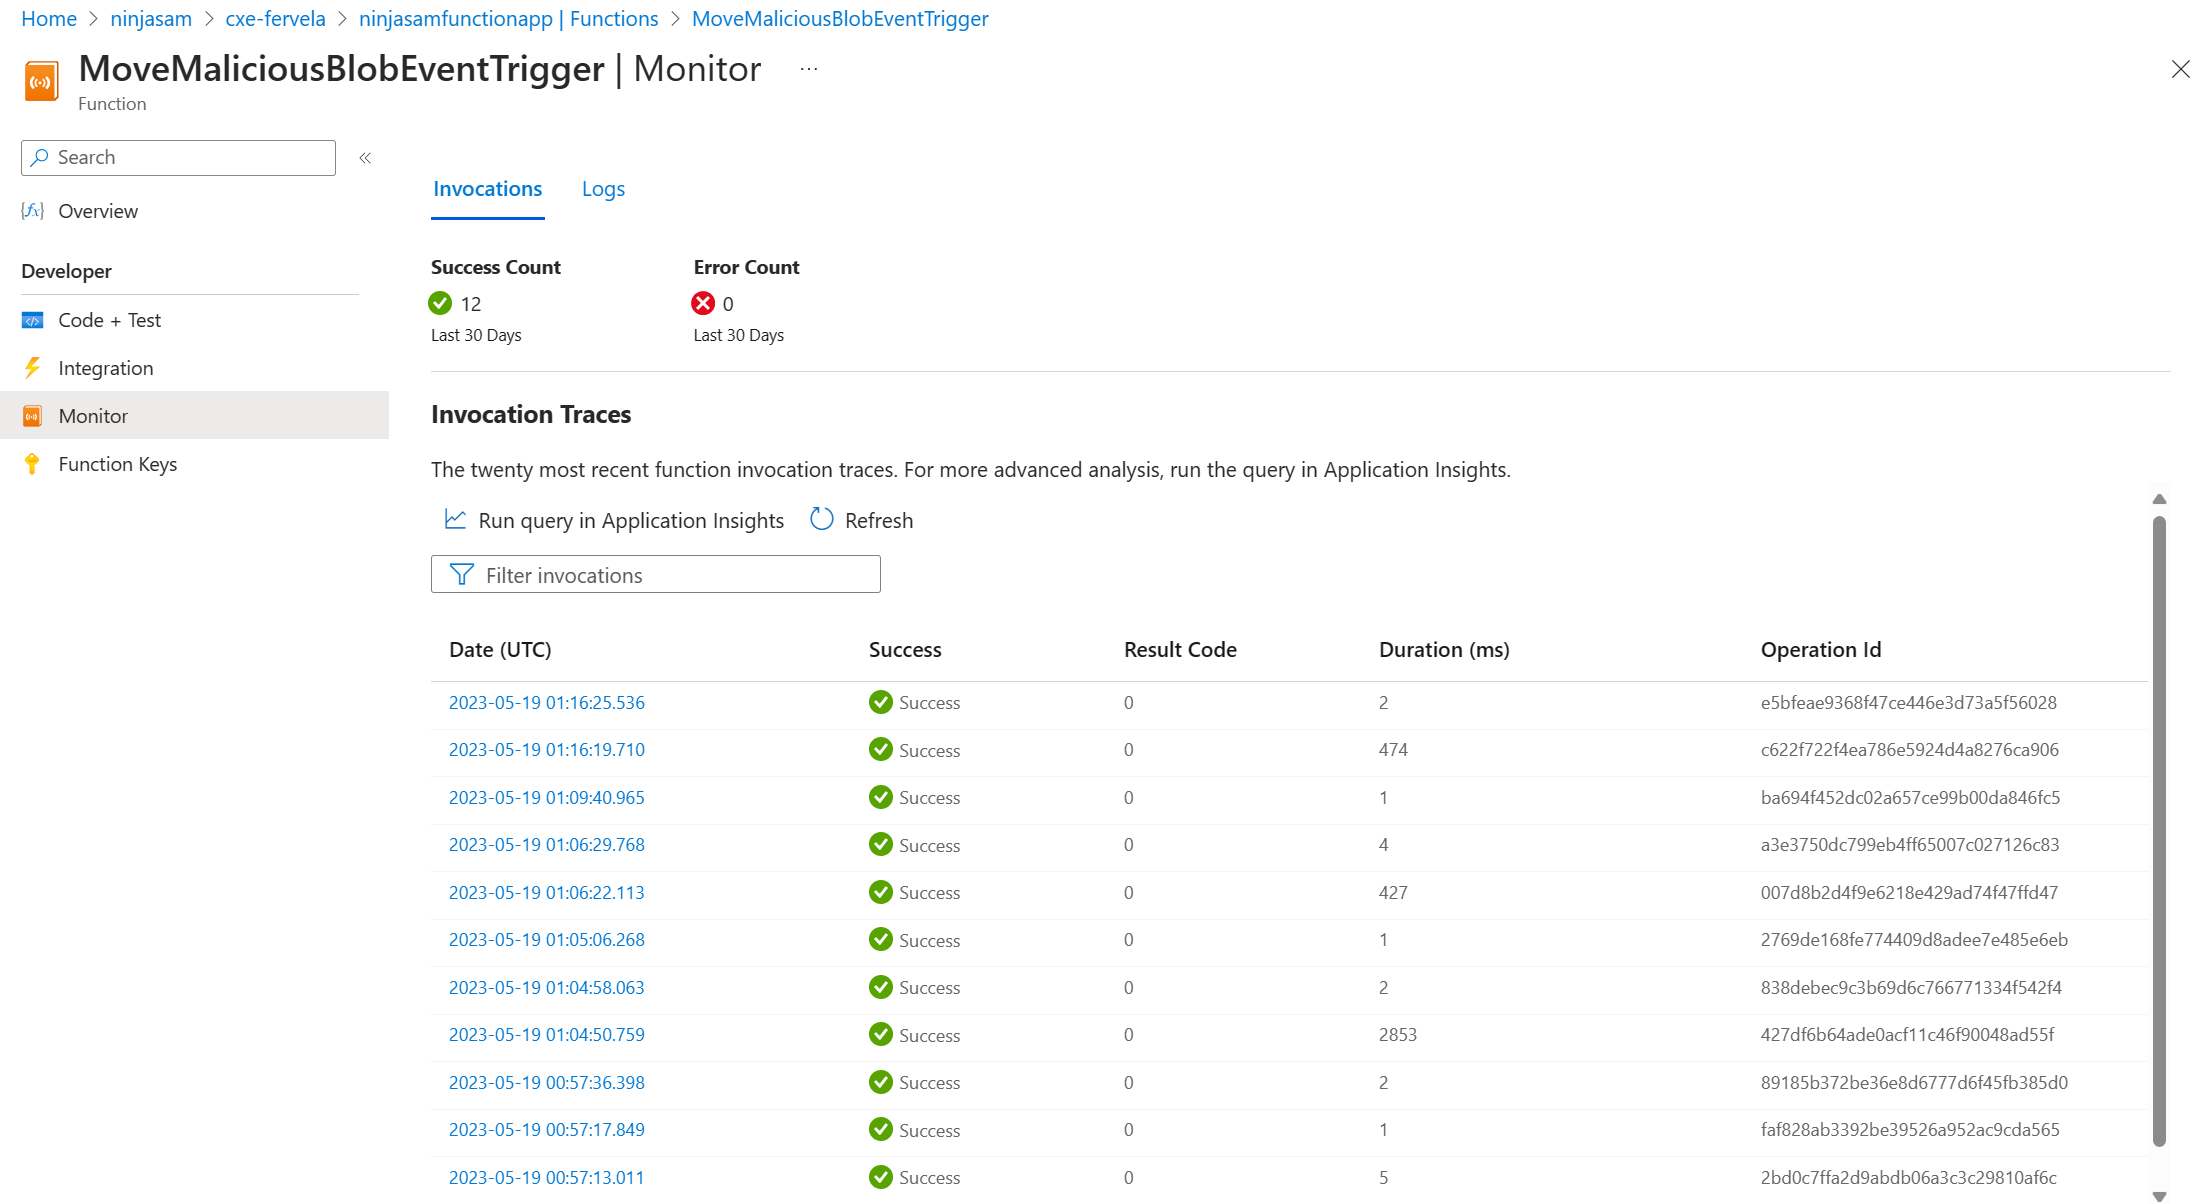 Home > ninjasam > cxe-fervela > ninjasamfunctionapp | Functions > MoveMaliciousBlobEventTrigger
MoveMaliciousBlobEventTrigger | Monitor ...
Function
Search «
Overview
Developer
Code + Test
Integration
Monitor
Function Keys
Invocations Logs
Success Count Error Count
12 0
Last 30 Days Last 30 Days
Invocation Traces
The twenty most recent function invocation traces. For more advanced analysis, run the query in Application Insights.
Run query in Application Insights Refresh
Filter invocations
Date (UTC) Success Result Code Duration (ms) Operation Id
2023-05-19 01:16:25.536 Success 0 2 e5bfeae9368f47ce446e3d73a5f56028
2023-05-19 01:16:19.710 Success 0 474 c622f722f4ea786e5924d4a8276ca906
2023-05-19 01:09:40.965 Success 0 1 ba694f452dc02a657ce99b00da846fc5
2023-05-19 01:06:29.768 Success 0 4 a3e3750dc799eb4ff65007c027126c83
2023-05-19 01:06:22.113 Success 0 427 007d8b2d4f9e6218e429ad74f47ffd47
2023-05-19 01:05:06.268 Success 0 1 2769de168fe774409d8adee7e485e6eb
2023-05-19 01:04:58.063 Success 0 2 838debec9c3b69d6c766771334f542f4
2023-05-19 01:04:50.759 Success 0 2853 427df6b64ade0acf11c46f90048ad55f
2023-05-19 00:57:36.398 Success 0 2 89185b372be36e8d6777d6f45fb385d0
2023-05-19 00:57:17.849 Success 0 1 faf828ab3392be39526a952ac9cda565
2023-05-19 00:57:13.011 Success 0 5 2bd0c7ffa2d9abdb06a3c3c29810af6c